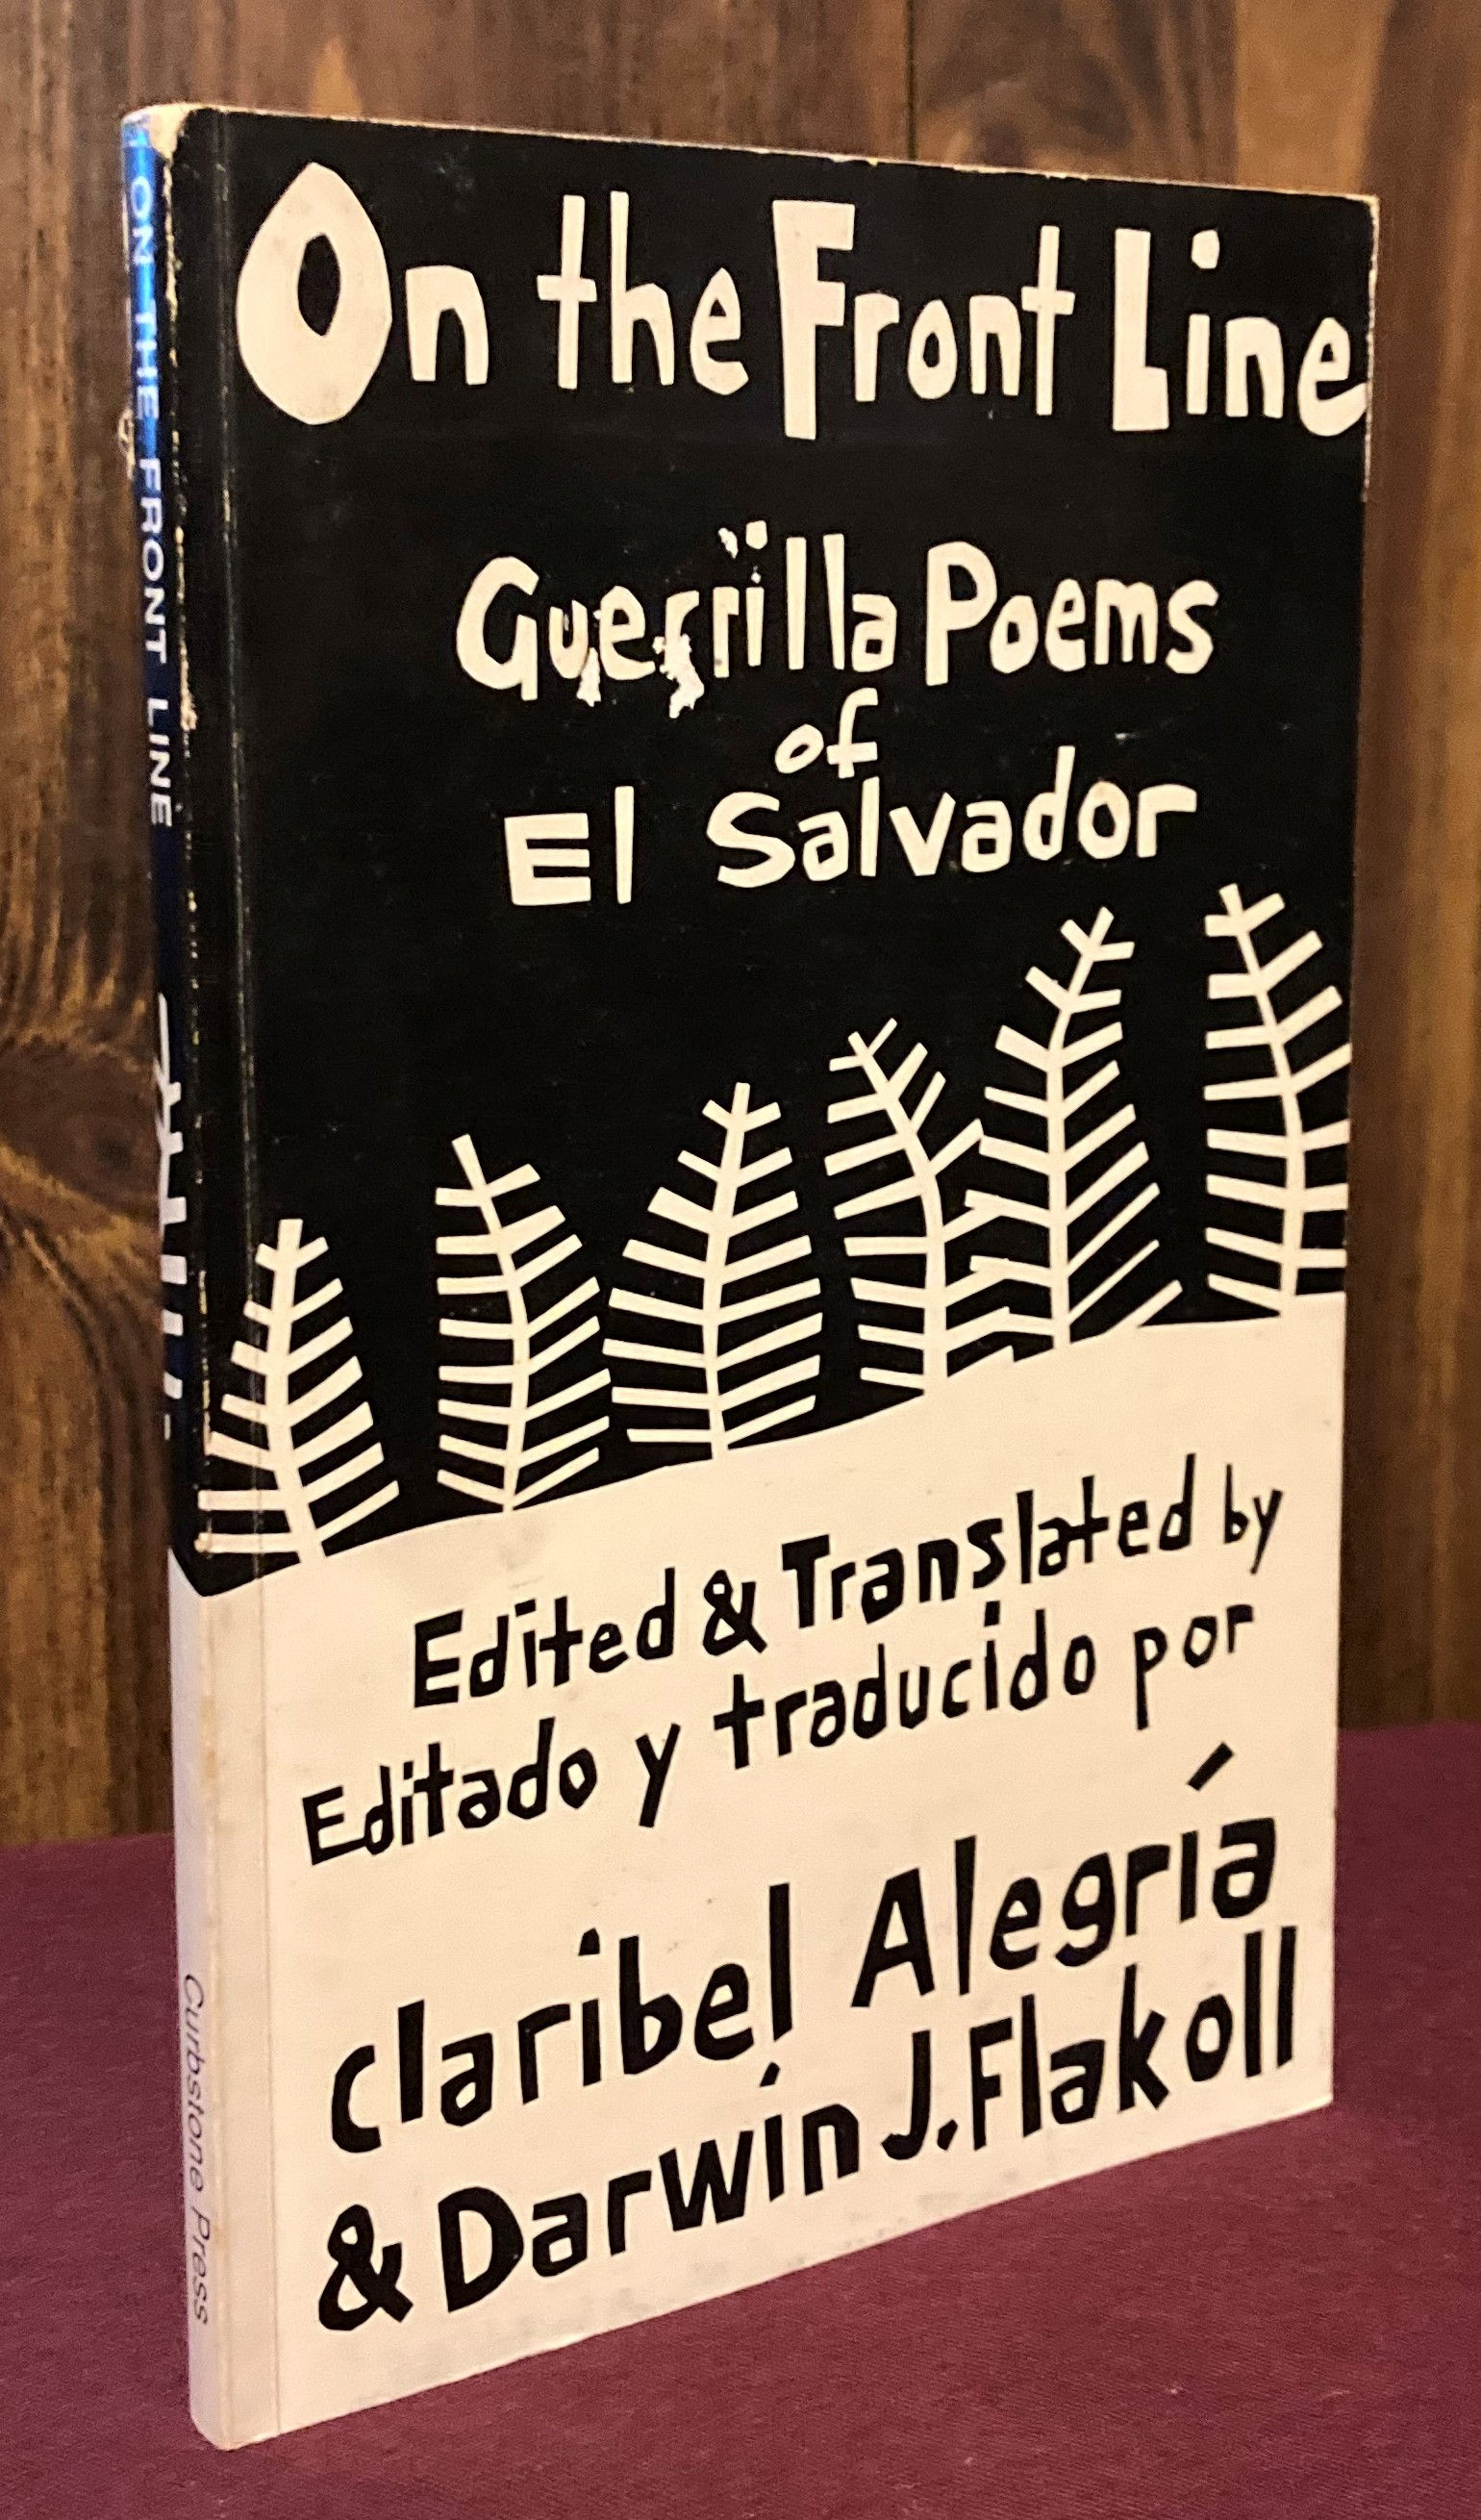 On the Front Line
Guerrilla Poems
of
El Salvador
Edited & Translated by
Editado y traducido por
claribel Alegría
& Darwin J. Flakoll
ON THE FRONT LINE
Curbstone Press